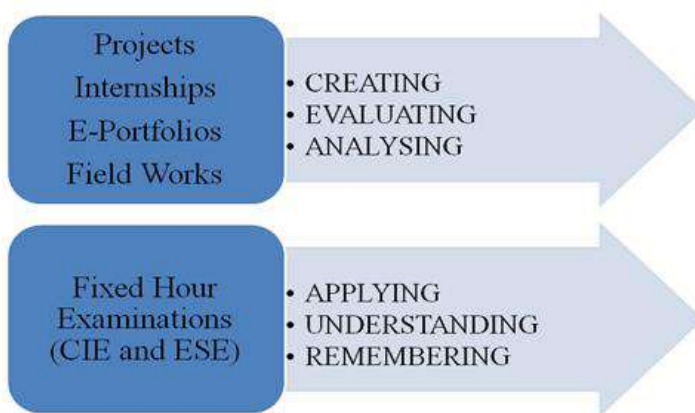 Projects
Internships
E-Portfolios
Field Works
• CREATING
• EVALUATING
• ANALYSING
Fixed Hour
Examinations
(CIE and ESE)
• APPLYING
• UNDERSTANDING
• REMEMBERING